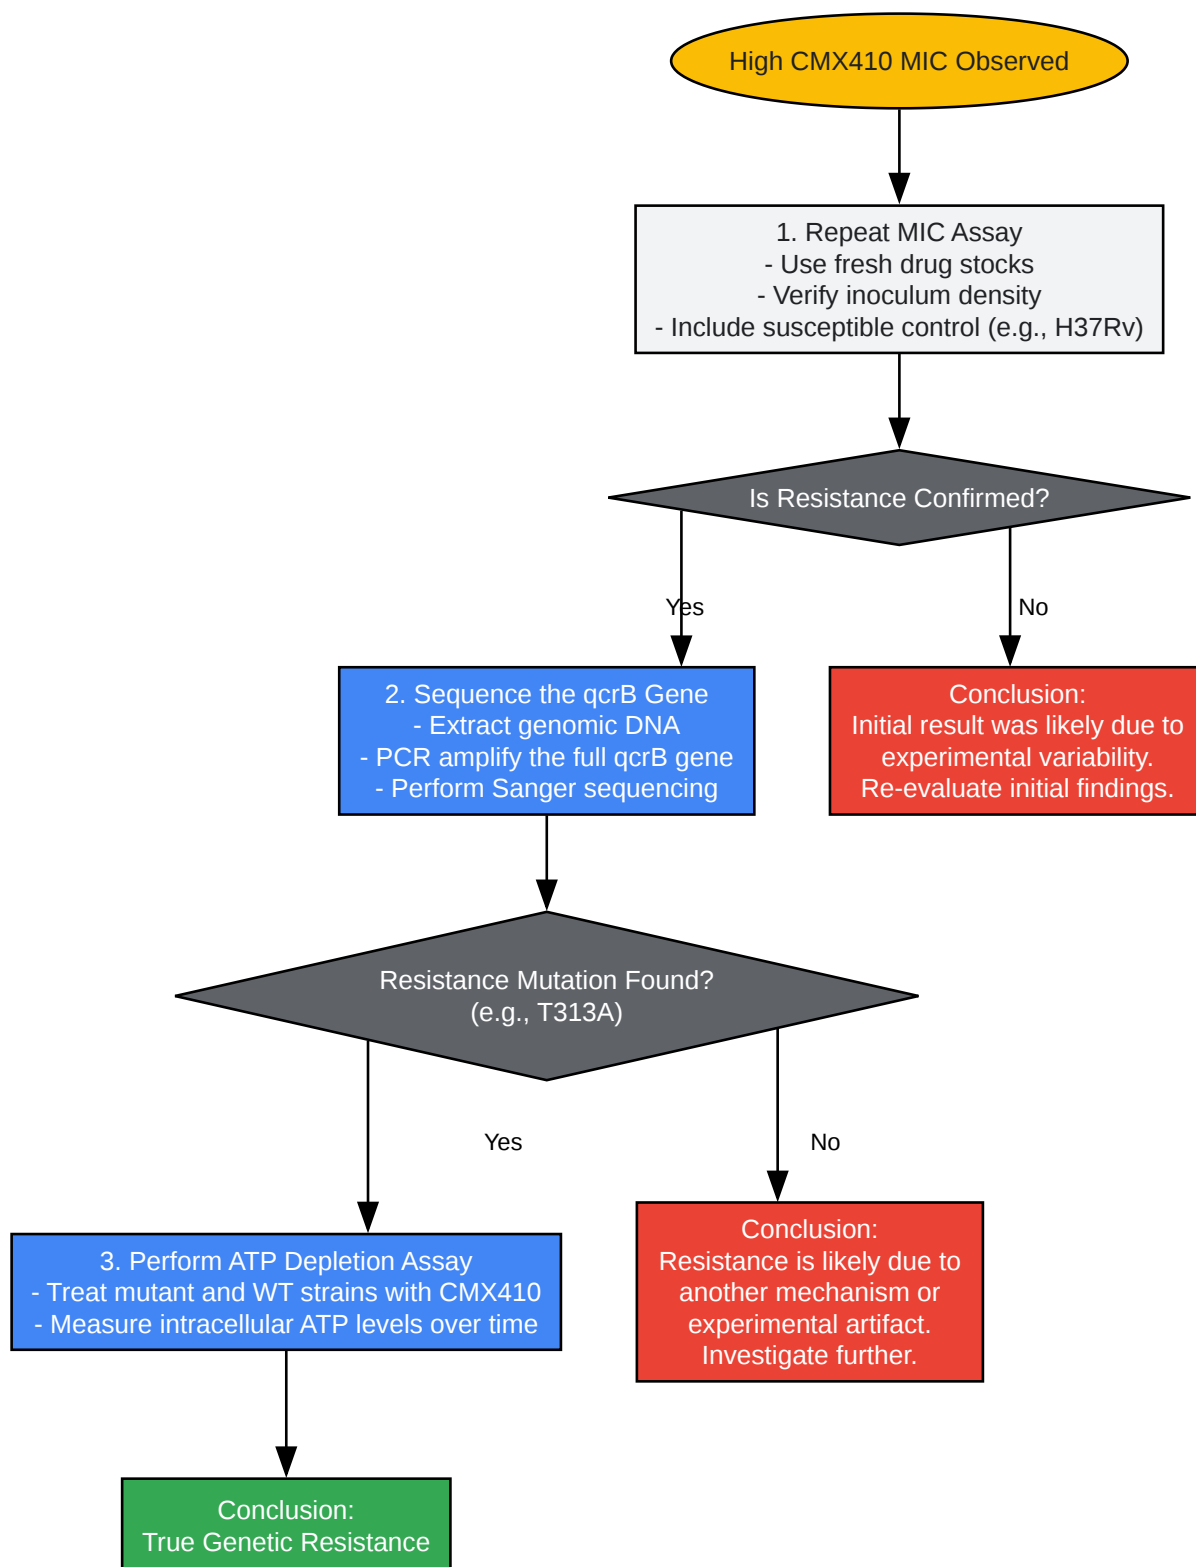 High CMX410 MIC Observed
1. Repeat MIC Assay
- Use fresh drug stocks
- Verify inoculum density
- Include susceptible control (e.g., H37Rv)
Is Resistance Confirmed?
Yes
No
2. Sequence the qcrB Gene
- Extract genomic DNA
- PCR amplify the full qcrB gene
- Perform Sanger sequencing
Conclusion:
Initial result was likely due to
experimental variability.
Re-evaluate initial findings.
Resistance Mutation Found?
(e.g., T313A)
Yes
No
3. Perform ATP Depletion Assay
- Treat mutant and WT strains with CMX410
- Measure intracellular ATP levels over time
Conclusion:
Resistance is likely due to
another mechanism or
experimental artifact.
Investigate further.
Conclusion:
True Genetic Resistance